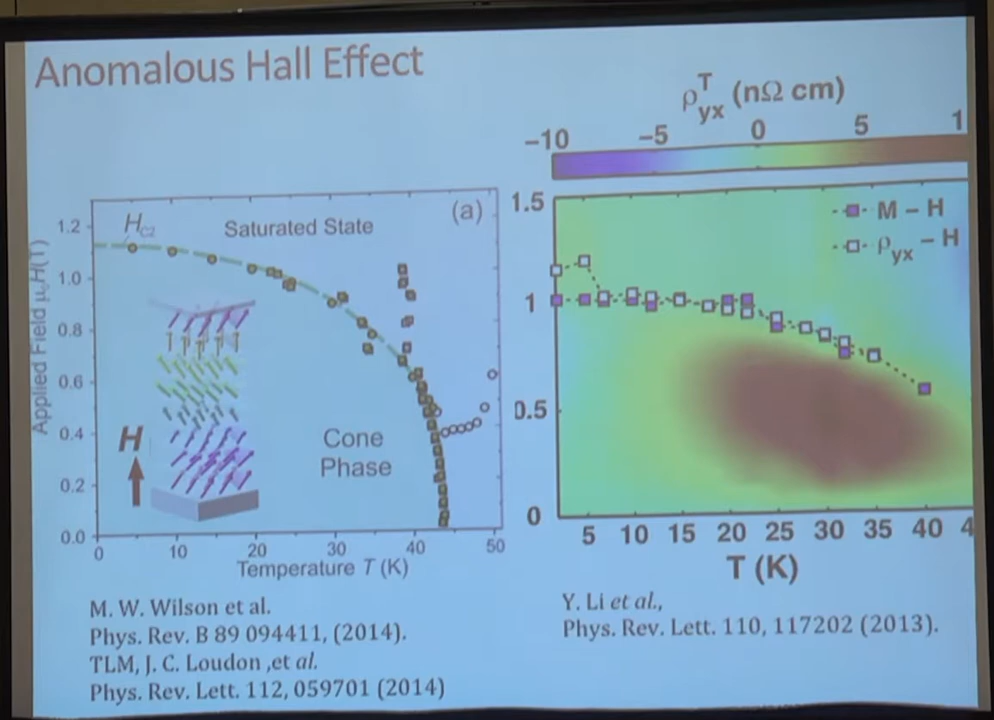 Anomalous Hall Effect
ρᵀyx (nΩ cm)
−10 −5 0 5 1
Applied Field μ₀H(T)
1.2
1.0
0.8
0.6
0.4
0.2
0.0
H_C2
Saturated State
(a)
H
Cone
Phase
0 10 20 30 40 50
Temperature T (K)
1.5
1
0.5
0
M − H
ρyx − H
5 10 15 20 25 30 35 40 4
T (K)
M. W. Wilson et al.
Phys. Rev. B 89 094411, (2014).
TLM, J. C. Loudon ,et al.
Phys. Rev. Lett. 112, 059701 (2014)
Y. Li et al.,
Phys. Rev. Lett. 110, 117202 (2013).